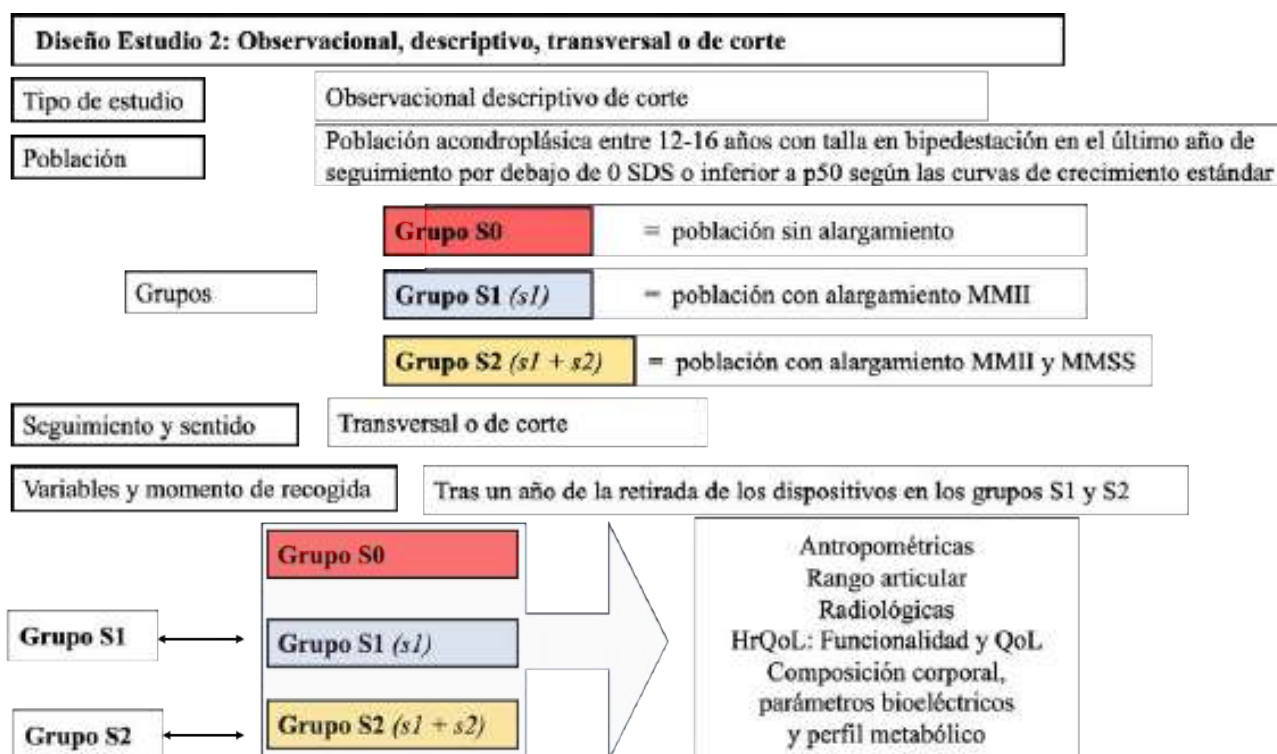 Diseño Estudio 2: Observacional, descriptivo, transversal o de corte
Tipo de estudio
Observacional descriptivo de corte
Población
Población acondroplásica entre 12-16 años con talla en bipedestación en el último año de
seguimiento por debajo de 0 SDS o inferior a p50 según las curvas de crecimiento estándar
Grupos
Grupo S0 = población sin alargamiento
Grupo S1 (s1) = población con alargamiento MMII
Grupo S2 (s1 + s2) = población con alargamiento MMII y MMSS
Seguimiento y sentido
Transversal o de corte
Variables y momento de recogida
Tras un año de la retirada de los dispositivos en los grupos S1 y S2
Grupo S1
Grupo S2
Grupo S0
Grupo S1 (s1)
Grupo S2 (s1 + s2)
Antropométricas
Rango articular
Radiológicas
HrQoL: Funcionalidad y QoL
Composición corporal,
parámetros bioeléctricos
y perfil metabólico